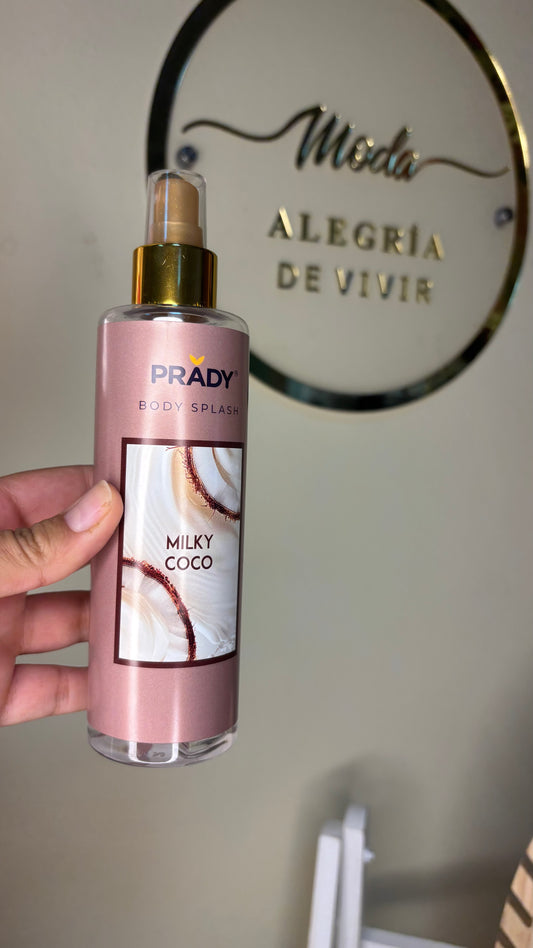 Moda
ALEGRÍA
DE VIVIR
PRADY®
BODY SPLASH
MILKY
COCO